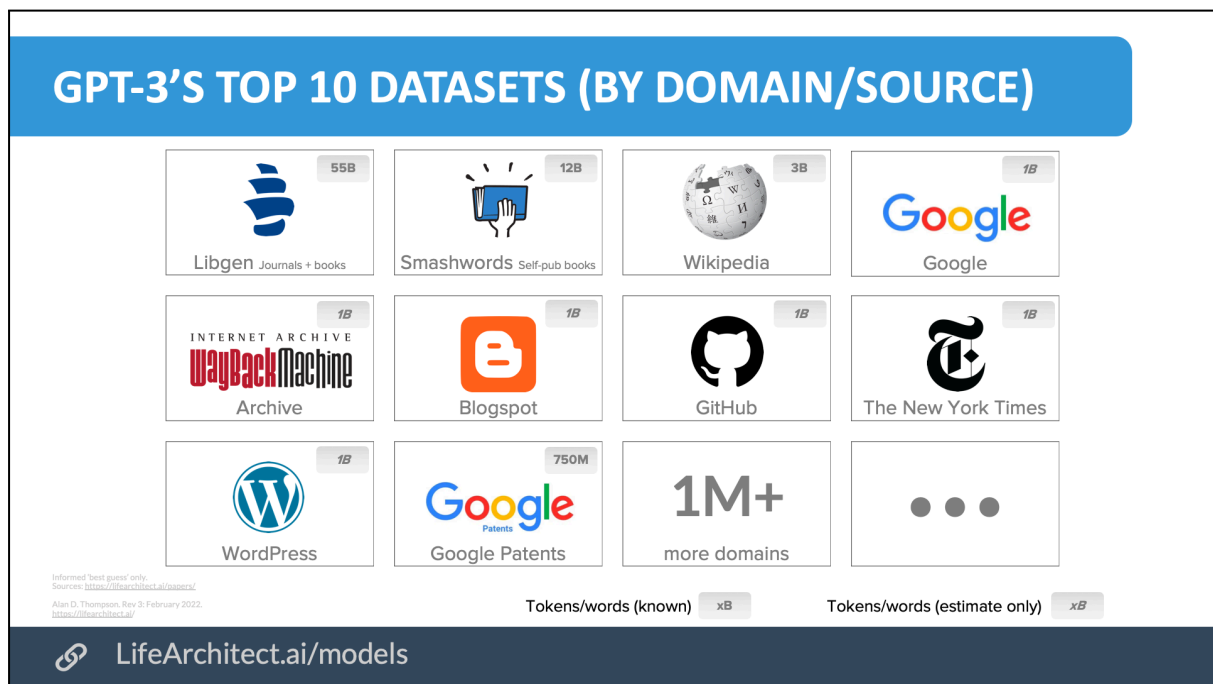 GPT-3'S TOP 10 DATASETS (BY DOMAIN/SOURCE)
55B
Libgen Journals + books
12B
Smashwords Self-pub books
3B
Ω W И 維 7
Wikipedia
1B
Google
Google
1B
INTERNET ARCHIVE
WayBackMachine
Archive
1B
Blogspot
1B
GitHub
1B
The New York Times
1B
WordPress
750M
Google
Patents
Google Patents
1M+
more domains
Informed 'best guess' only.
Sources: https://lifearchitect.ai/papers/
Alan D. Thompson. Rev 3: February 2022.
https://lifearchitect.ai/
Tokens/words (known) xB
Tokens/words (estimate only) xB
LifeArchitect.ai/models